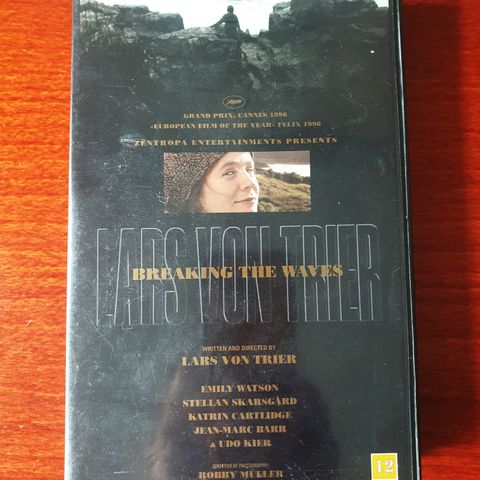 GRAND PRIX, CANNES 1996
«EUROPEAN FILM OF THE YEAR» FELIX 1996
ZENTROPA ENTERTAINMENTS PRESENTS
LARS VON TRIER
BREAKING THE WAVES
WRITTEN AND DIRECTED BY
LARS VON TRIER
EMILY WATSON
STELLAN SKARSGÅRD
KATRIN CARTLIDGE
JEAN-MARC BARR
& UDO KIER
DIRECTOR OF PHOTOGRAPHY
ROBBY MÜLLER
12